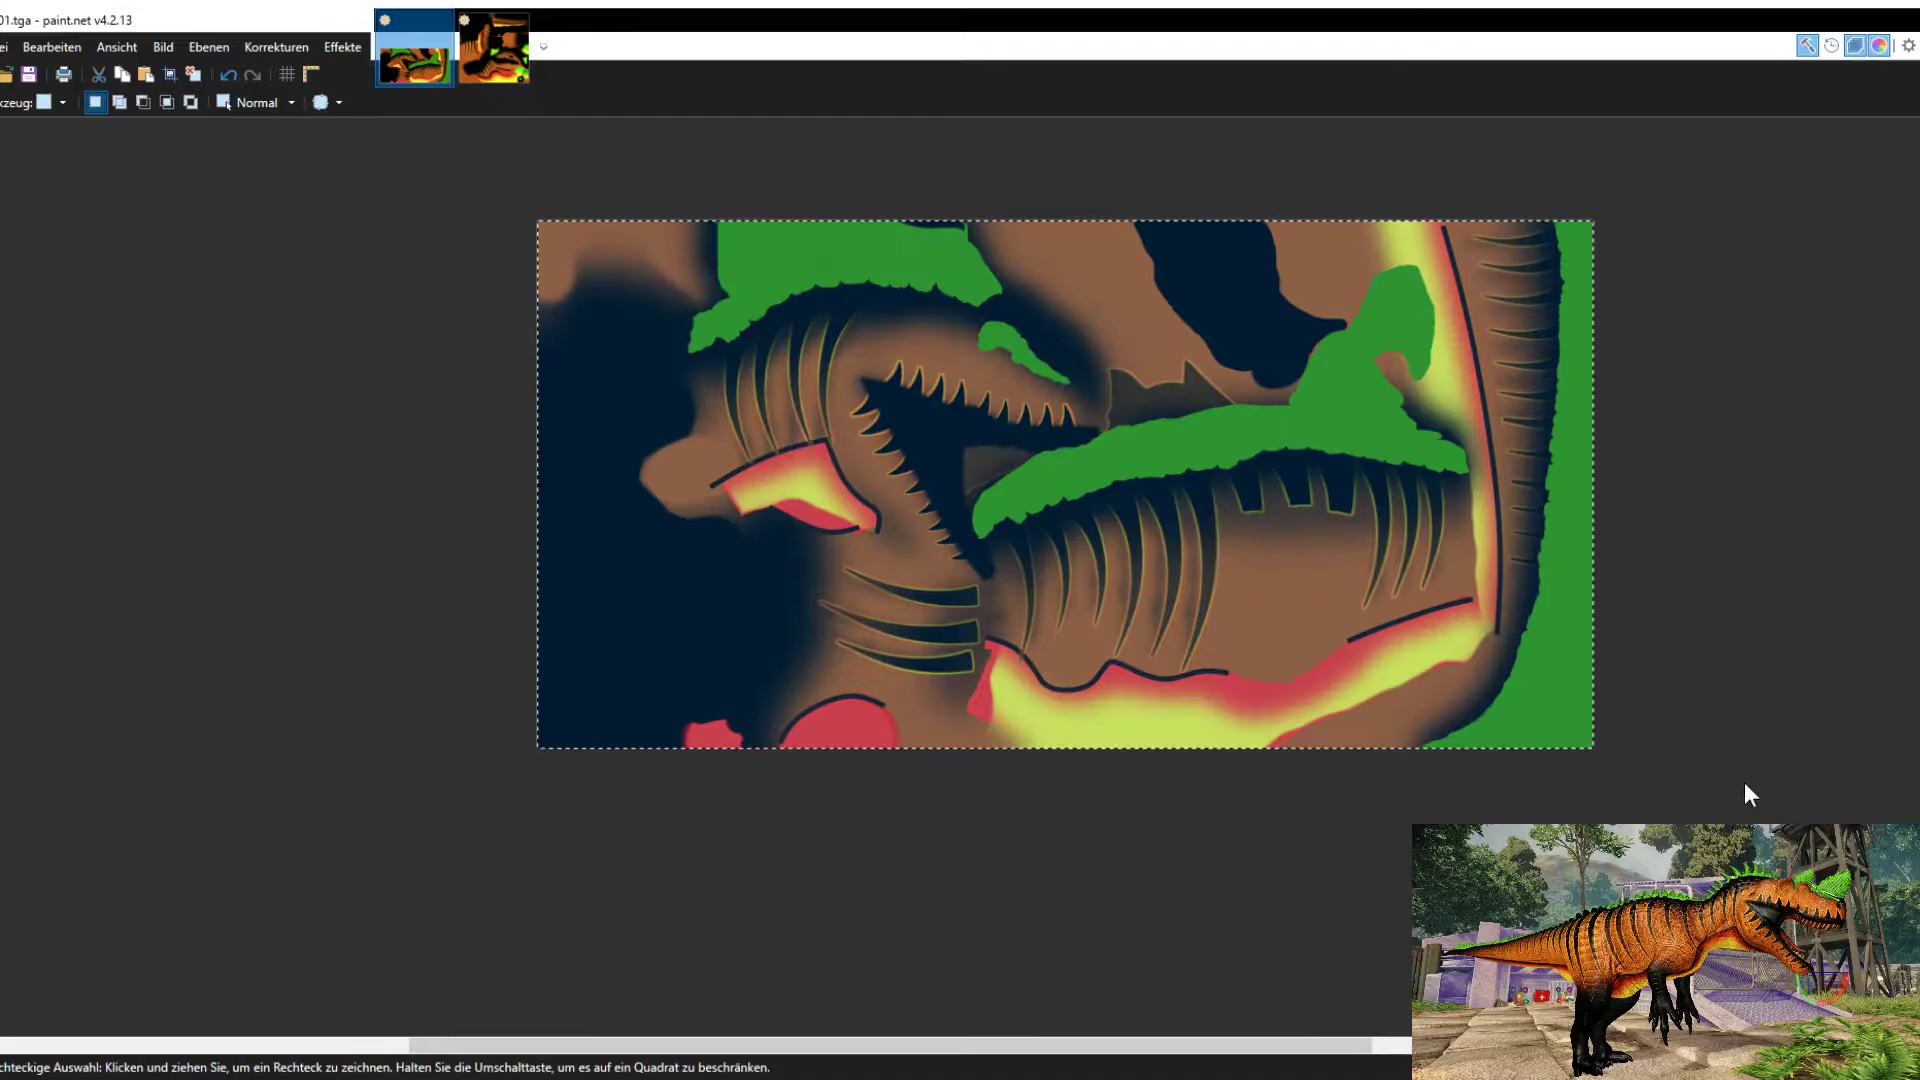 01.tga - paint.net v4.2.13
ei Bearbeiten Ansicht Bild Ebenen Korrekturen Effekte
kzeug: Normal
chteckige Auswahl: Klicken und ziehen Sie, um ein Rechteck zu zeichnen. Halten Sie die Umschalttaste, um es auf ein Quadrat zu beschränken.